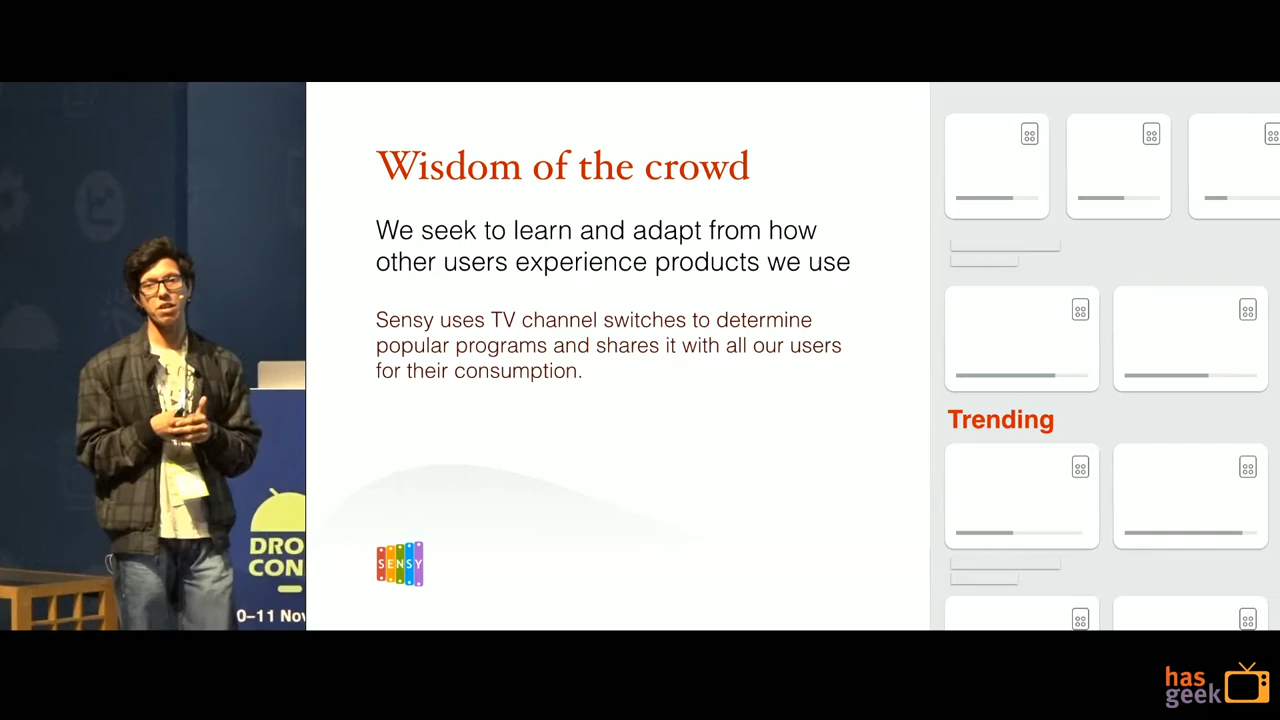 Wisdom of the crowd
We seek to learn and adapt from how
other users experience products we use
Sensy uses TV channel switches to determine
popular programs and shares it with all our users
for their consumption.
SENSY
Trending
DRO
CON
0–11 Nov
has
geek